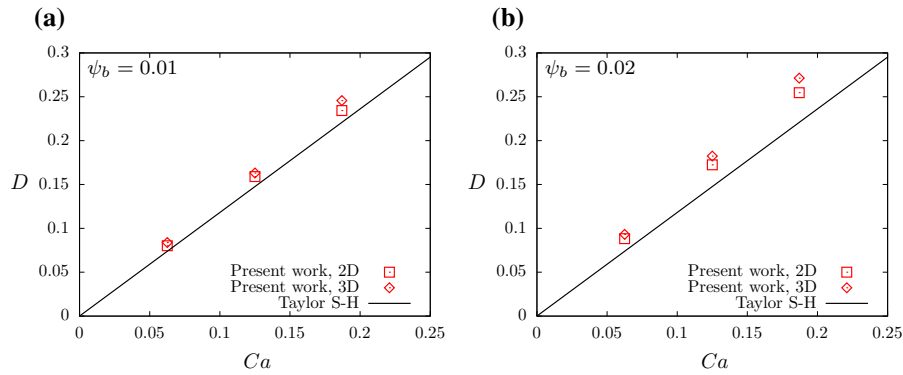 (a)
ψ_b = 0.01
0.3
0.25
0.2
0.15
0.1
0.05
0
D
Present work, 2D
Present work, 3D
Taylor S-H
0 0.05 0.1 0.15 0.2 0.25
Ca
(b)
ψ_b = 0.02
0.3
0.25
0.2
0.15
0.1
0.05
0
D
Present work, 2D
Present work, 3D
Taylor S-H
0 0.05 0.1 0.15 0.2 0.25
Ca